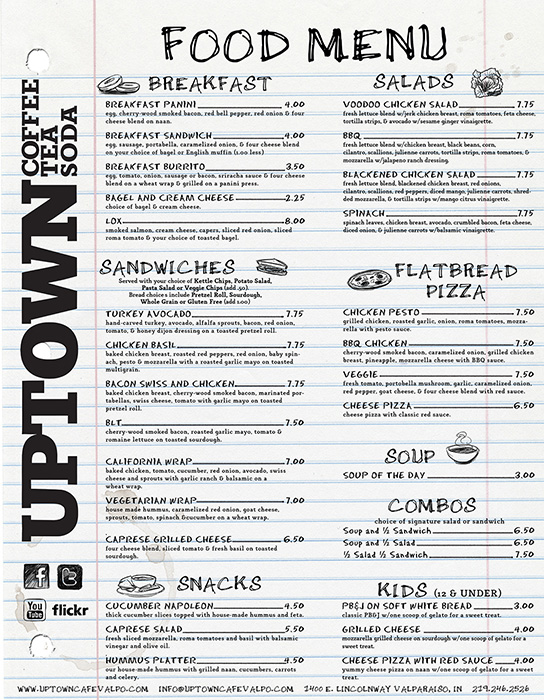 FOOD MENU
UPTOWN COFFEE TEA SODA
BREAKFAST
BREAKFAST PANINI 4.00
egg, cherry-wood smoked bacon, red bell pepper, red onion & four
cheese blend on naan.
BREAKFAST SANDWICH 4.00
egg, sausage, portabella, caramelized onion, & four cheese blend
on your choice of bagel or English muffin (1.00 less)
BREAKFAST BURRITO 3.50
egg, tomato, onion, sausage or bacon, sriracha sauce & four cheese
blend on a wheat wrap & grilled on a panini press.
BAGEL AND CREAM CHEESE 2.25
choice of bagel & cream cheese.
LOX 8.00
smoked salmon, cream cheese, capers, sliced red onion, sliced
roma tomato & your choice of toasted bagel.
SANDWICHES
Served with your choice of Kettle Chips, Potato Salad,
Pasta Salad or Veggie Chips (add .50).
Bread choices include Pretzel Roll, Sourdough,
Whole Grain or Gluten Free (add 1.00)
TURKEY AVOCADO 7.75
hand-carved turkey, avocado, alfalfa sprouts, bacon, red onion,
tomato, & honey dijon dressing on a toasted pretzel roll.
CHICKEN BASIL 7.75
baked chicken breast, roasted red peppers, red onion, baby spin-
ach, pesto & mozzarella with a roasted garlic mayo on toasted
multigrain.
BACON SWISS AND CHICKEN 7.75
baked chicken breast, cherry-wood smoked bacon, marinated por-
tabellas, swiss cheese, tomato with garlic mayo on toasted
pretzel roll.
BLT 7.50
cherry-wood smoked bacon, roasted garlic mayo, tomato &
romaine lettuce on toasted sourdough.
CALIFORNIA WRAP 7.00
baked chicken, tomato, cucumber, red onion, avocado, swiss
cheese and sprouts with garlic ranch & balsamic on a
wheat wrap.
VEGETARIAN WRAP 7.00
house made hummus, caramelized red onion, goat cheese,
sprouts, tomato, spinach & cucumber on a wheat wrap.
CAPRESE GRILLED CHEESE 6.50
four cheese blend, sliced tomato & fresh basil on toasted
sourdough.
SNACKS
CUCUMBER NAPOLEON 4.50
thick cucumber slices topped with house-made hummus and feta.
CAPRESE SALAD 5.50
fresh sliced mozzarella, roma tomatoes and basil with balsamic
vinegar and olive oil.
HUMMUS PLATTER 4.50
our house-made hummus with grilled naan, cucumbers, carrots
and celery.
SALADS
VOODOO CHICKEN SALAD 7.75
fresh lettuce blend w/jerk chicken breast, roma tomatoes, feta cheese,
tortilla strips, & avocado w/sesame ginger vinaigrette.
BBQ 7.75
fresh lettuce blend w/chicken breast, black beans, corn,
cilantro, scallions, julienne carrots, tortilla strips, roma tomatoes, &
mozzarella w/jalapeno ranch dressing.
BLACKENED CHICKEN SALAD 7.75
fresh lettuce blend, blackened chicken breast, red onions,
cilantro, scallions, red peppers, diced mango, julienne carrots, shred-
ded mozzarella, & tortilla strips w/mango citrus vinaigrette.
SPINACH 7.75
spinach leaves, chicken breast, avocado, crumbled bacon, feta cheese,
diced onion, & julienne carrots w/balsamic vinaigrette.
FLATBREAD
PIZZA
CHICKEN PESTO 7.50
grilled chicken, roasted garlic, onion, roma tomatoes, mozza-
rella with pesto sauce.
BBQ CHICKEN 7.50
cherry-wood smoked bacon, caramelized onion, grilled chicken
breast, pineapple, mozzarella cheese with BBQ sauce.
VEGGIE 7.50
fresh tomato, portobella mushroom, garlic, caramelized onion,
red pepper, goat cheese, & four cheese blend with red sauce.
CHEESE PIZZA 6.50
cheese pizza with classic red sauce.
SOUP
SOUP OF THE DAY 3.00
COMBOS
choice of signature salad or sandwich
Soup and ½ Sandwich 6.50
Soup and ½ Salad 6.50
½ Salad ½ Sandwich 7.50
KIDS (12 & UNDER)
PB&J ON SOFT WHITE BREAD 3.00
classic PB&J w/one scoop of gelato for a sweet treat.
GRILLED CHEESE 4.00
mozzarella grilled cheese on sourdough w/one scoop of gelato for a
sweet treat.
CHEESE PIZZA WITH RED SAUCE 4.00
yummy cheese pizza on naan w/one scoop of gelato for a sweet
treat.
f t
You Tube flickr
WWW.UPTOWNCAFEVALPO.COM INFO@UPTOWNCAFEVALPO.COM 1400 E. LINCOLNWAY VALPARAISO, IN 219.246.2526